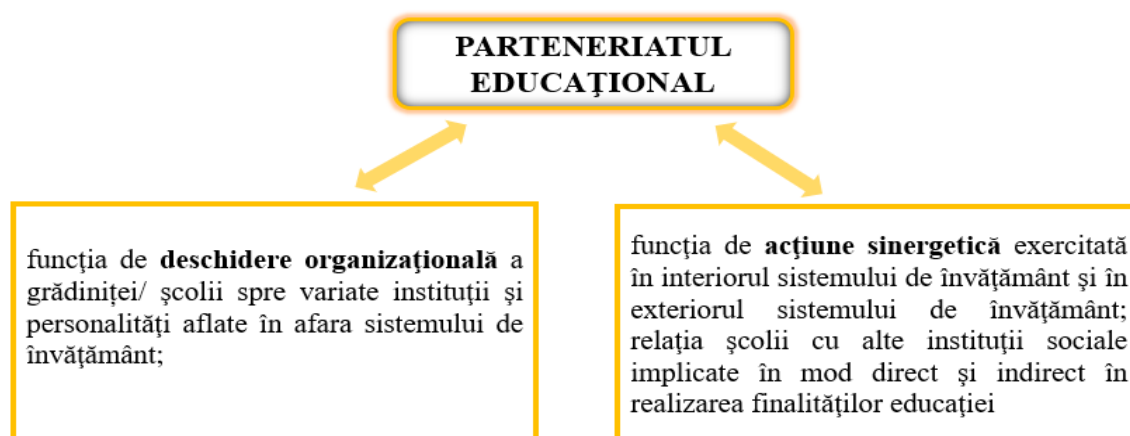 PARTENERIATUL
EDUCAŢIONAL
funcţia de deschidere organizaţională a
grădiniței/ şcolii spre variate instituţii şi
personalităţi aflate în afara sistemului de
învăţământ;
funcţia de acţiune sinergetică exercitată
în interiorul sistemului de învăţământ şi în
exteriorul sistemului de învăţământ;
relaţia şcolii cu alte instituţii sociale
implicate în mod direct şi indirect în
realizarea finalităţilor educaţiei